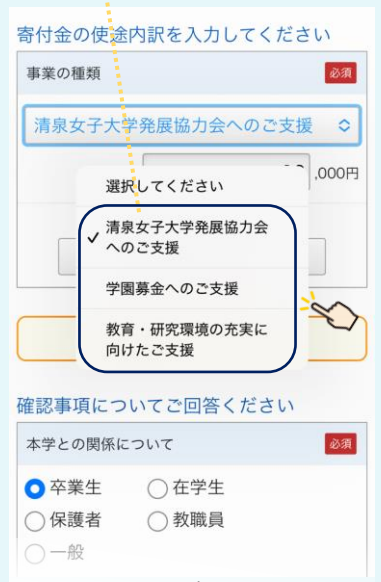 寄付金の使途内訳を入力してください
事業の種類
必須
清泉女子大学発展協力会へのご支援
,000円
選択してください
清泉女子大学発展協力会
へのご支援
学園募金へのご支援
教育・研究環境の充実に
向けたご支援
確認事項についてご回答ください
本学との関係について
必須
卒業生
在学生
保護者
教職員
一般